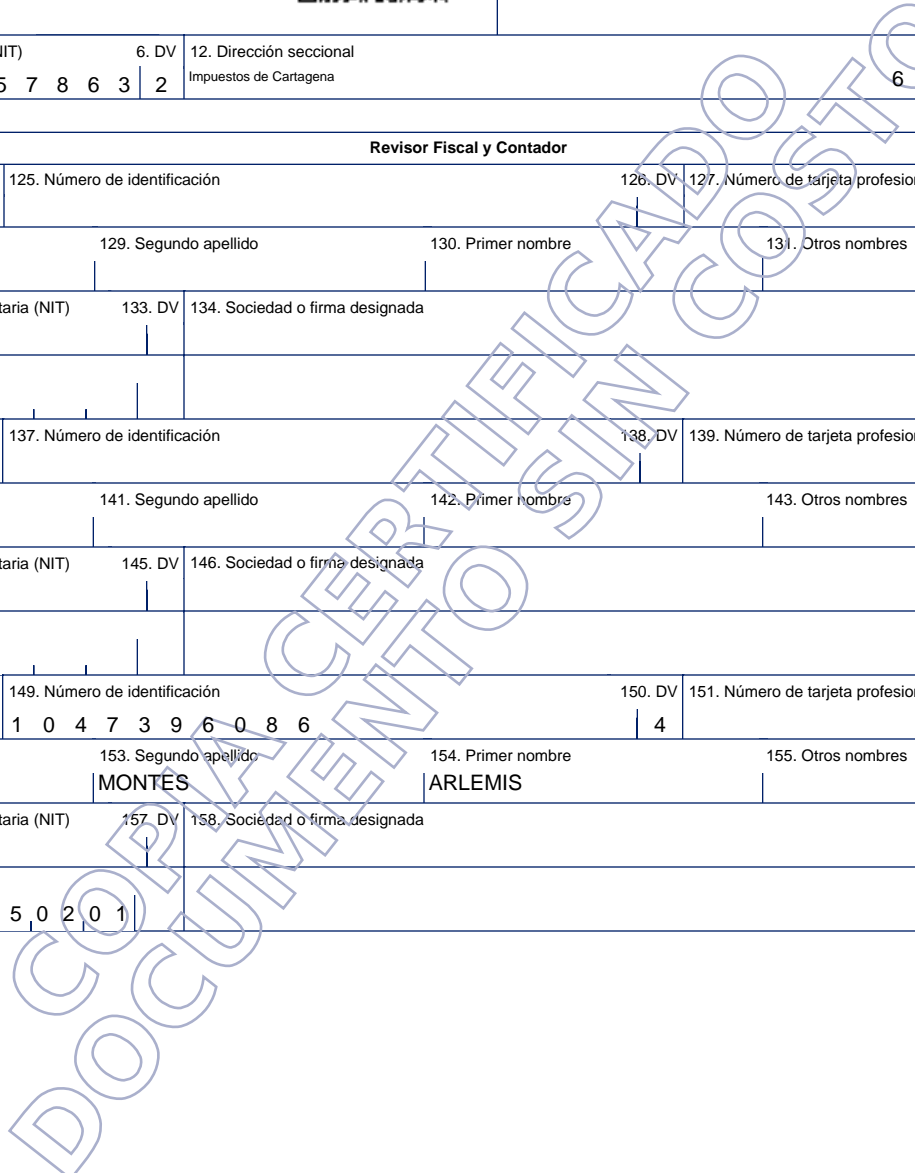 NIT) 6. DV 12. Dirección seccional
5 7 8 6 3 2 Impuestos de Cartagena 6
Revisor Fiscal y Contador
125. Número de identificación 126. DV 127. Número de tarjeta profesion
129. Segundo apellido 130. Primer nombre 131. Otros nombres
taria (NIT) 133. DV 134. Sociedad o firma designada
137. Número de identificación 138. DV 139. Número de tarjeta profesion
141. Segundo apellido 142. Primer nombre 143. Otros nombres
taria (NIT) 145. DV 146. Sociedad o firma designada
149. Número de identificación 150. DV 151. Número de tarjeta profesion
1 0 4 7 3 9 6 0 8 6 4
153. Segundo apellido 154. Primer nombre 155. Otros nombres
MONTES ARLEMIS
taria (NIT) 157. DV 158. Sociedad o firma designada
5 0 2 0 1
COPIA CERTIFICADO
DOCUMENTO SIN COSTO